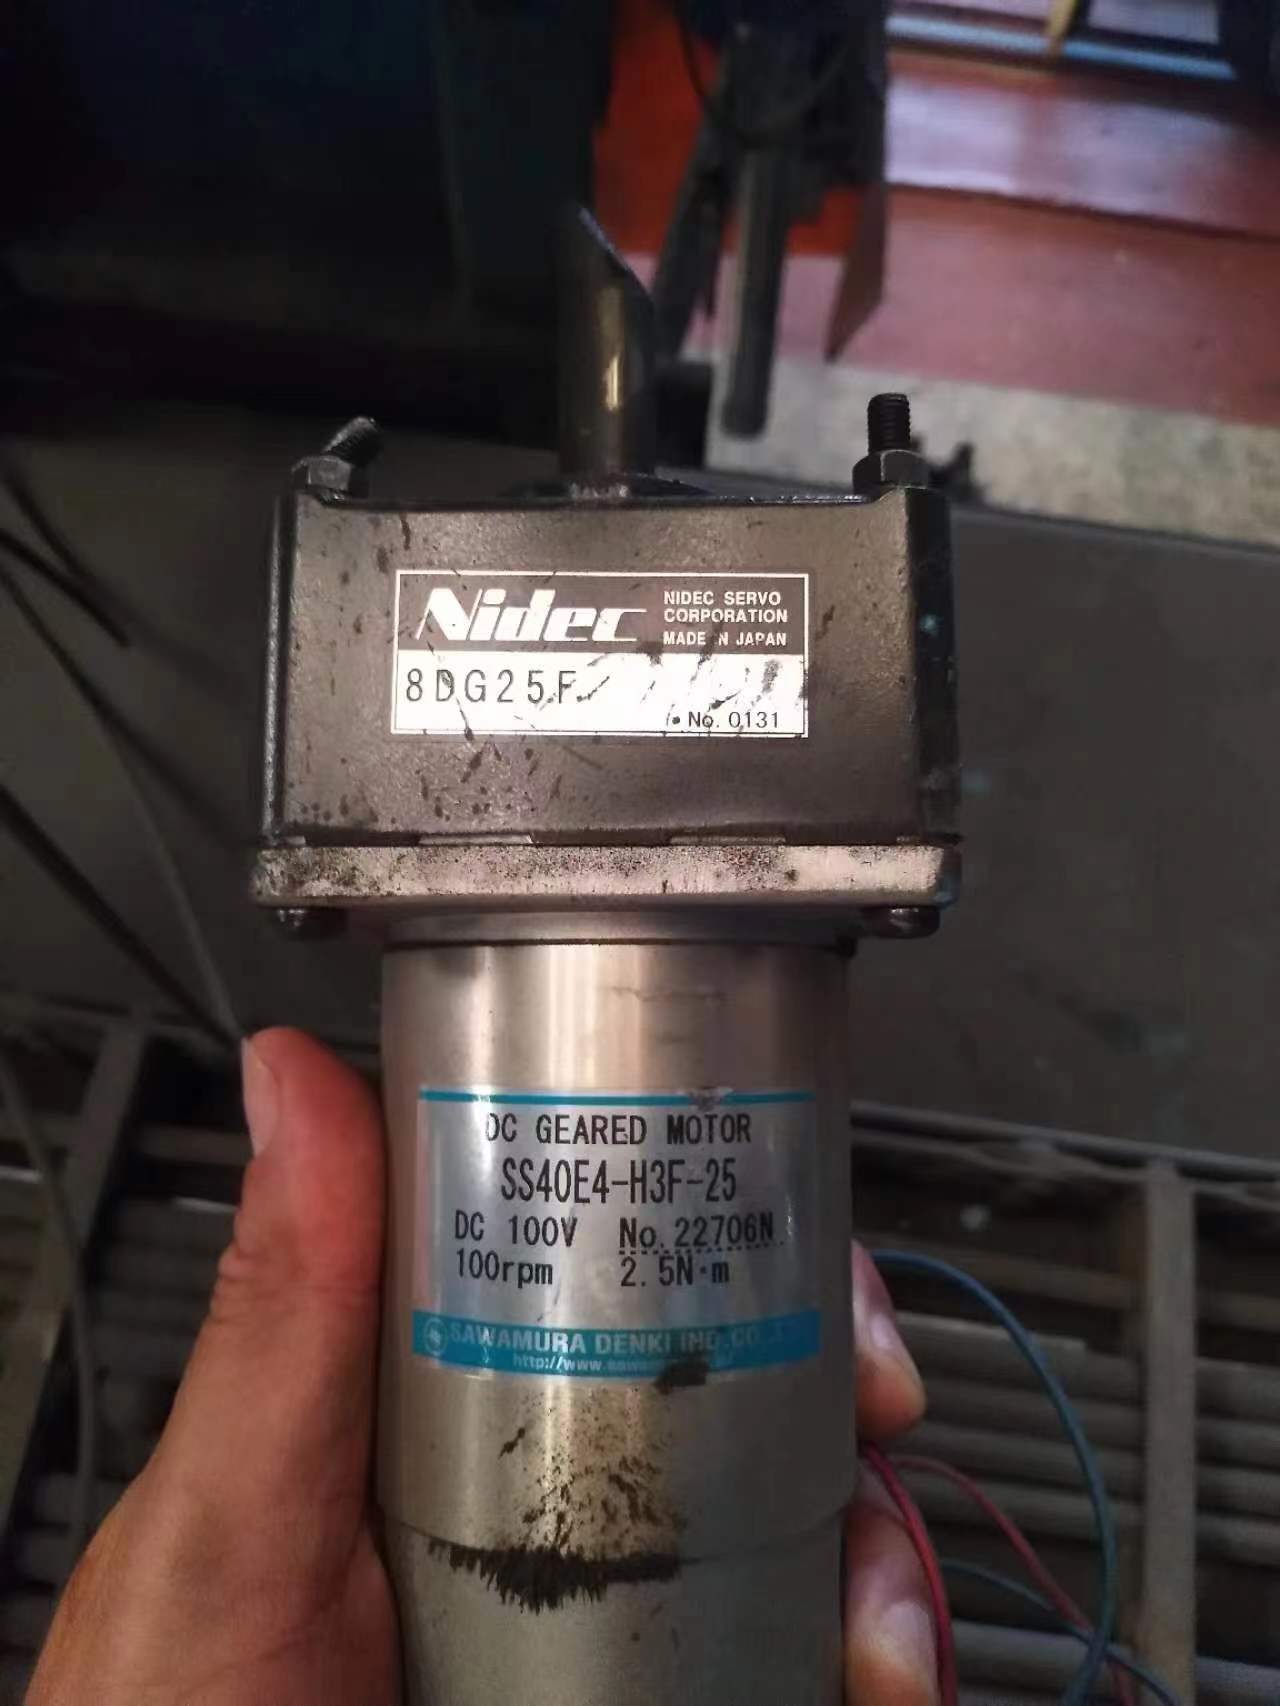 Nidec
NIDEC SERVO
CORPORATION
MADE IN JAPAN
8DG25F
No. 0131
DC GEARED MOTOR
SS40E4-H3F-25
DC 100V No. 22706N
100rpm 2.5N·m
SAWAMURA DENKI IND. CO.
http://www.